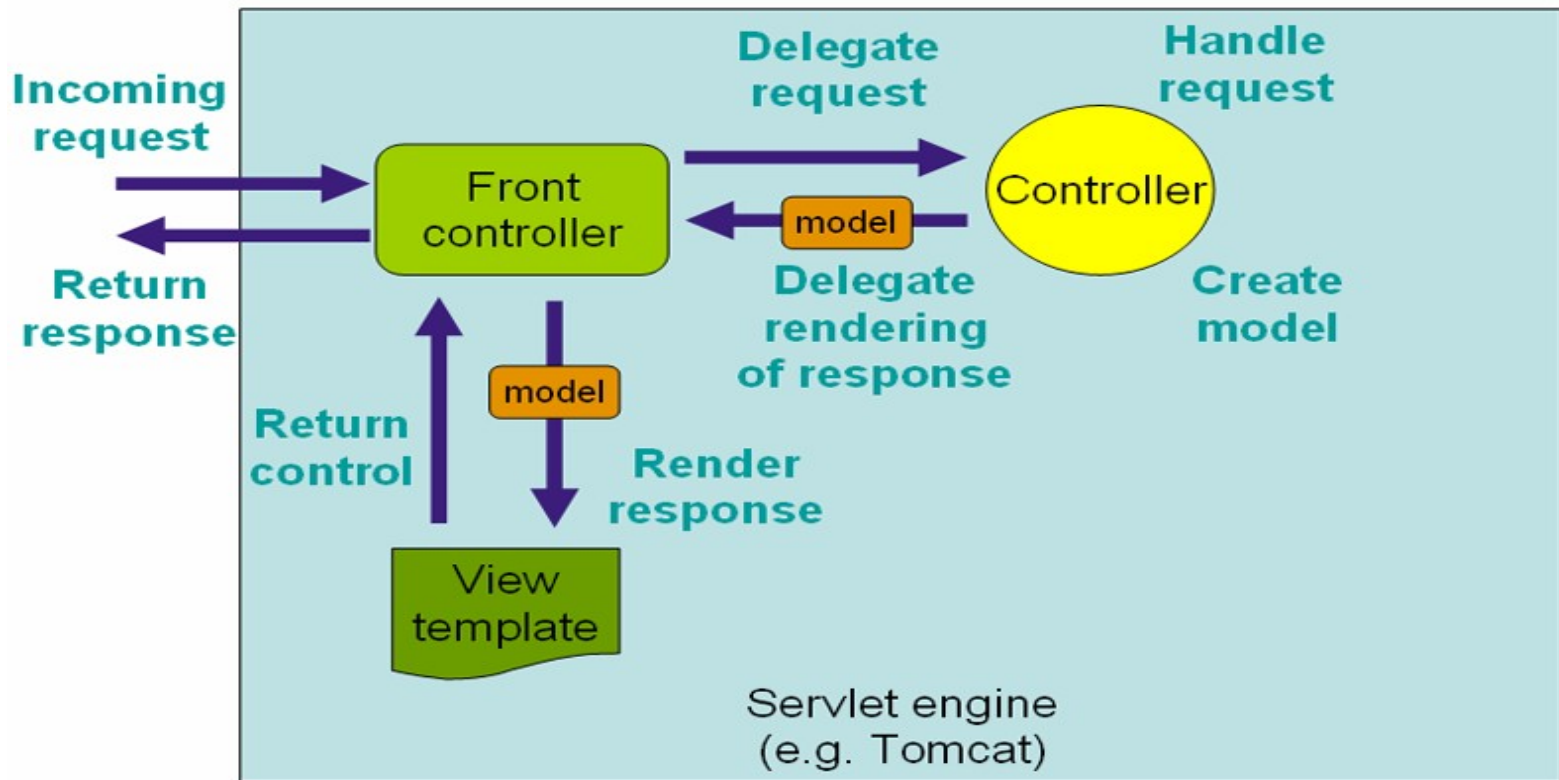 Incoming
request
Return
response
Front
controller
Delegate
request
Handle
request
Controller
model
Delegate
rendering
of response
Create
model
Return
control
model
Render
response
View
template
Servlet engine
(e.g. Tomcat)